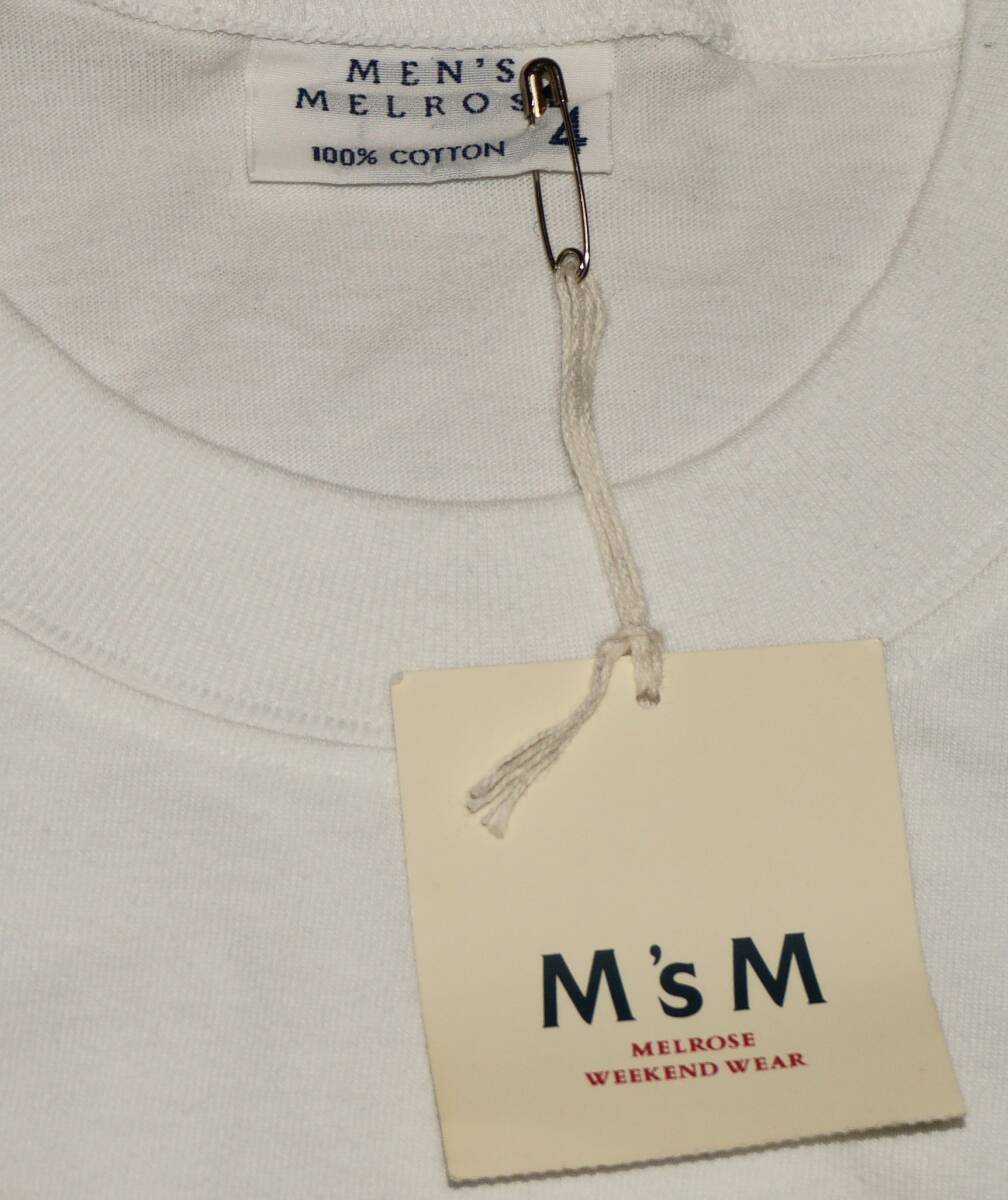 MEN'S
MELROS
100% COTTON 4
M's M
MELROSE
WEEKEND WEAR